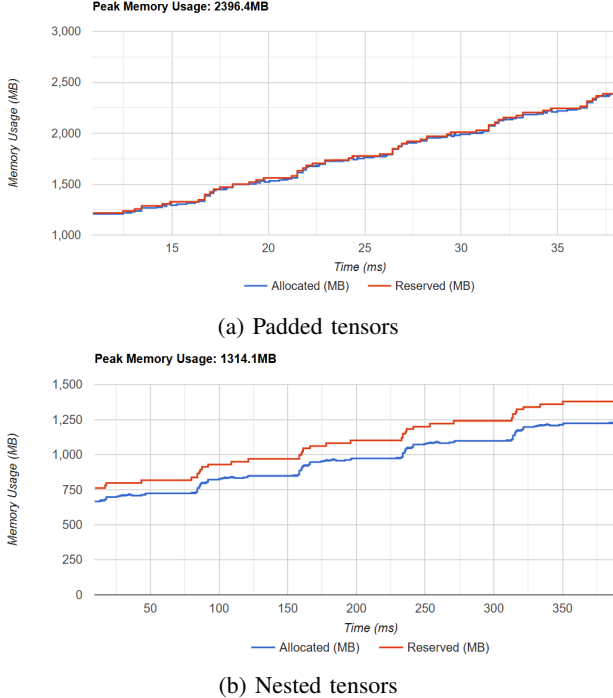 Peak Memory Usage: 2396.4MB
3,000
2,500
2,000
1,500
1,000
Memory Usage (MB)
15 20 25 30 35
Time (ms)
Allocated (MB) Reserved (MB)
(a) Padded tensors
Peak Memory Usage: 1314.1MB
1,500
1,250
1,000
750
500
250
0
Memory Usage (MB)
50 100 150 200 250 300 350
Time (ms)
Allocated (MB) Reserved (MB)
(b) Nested tensors